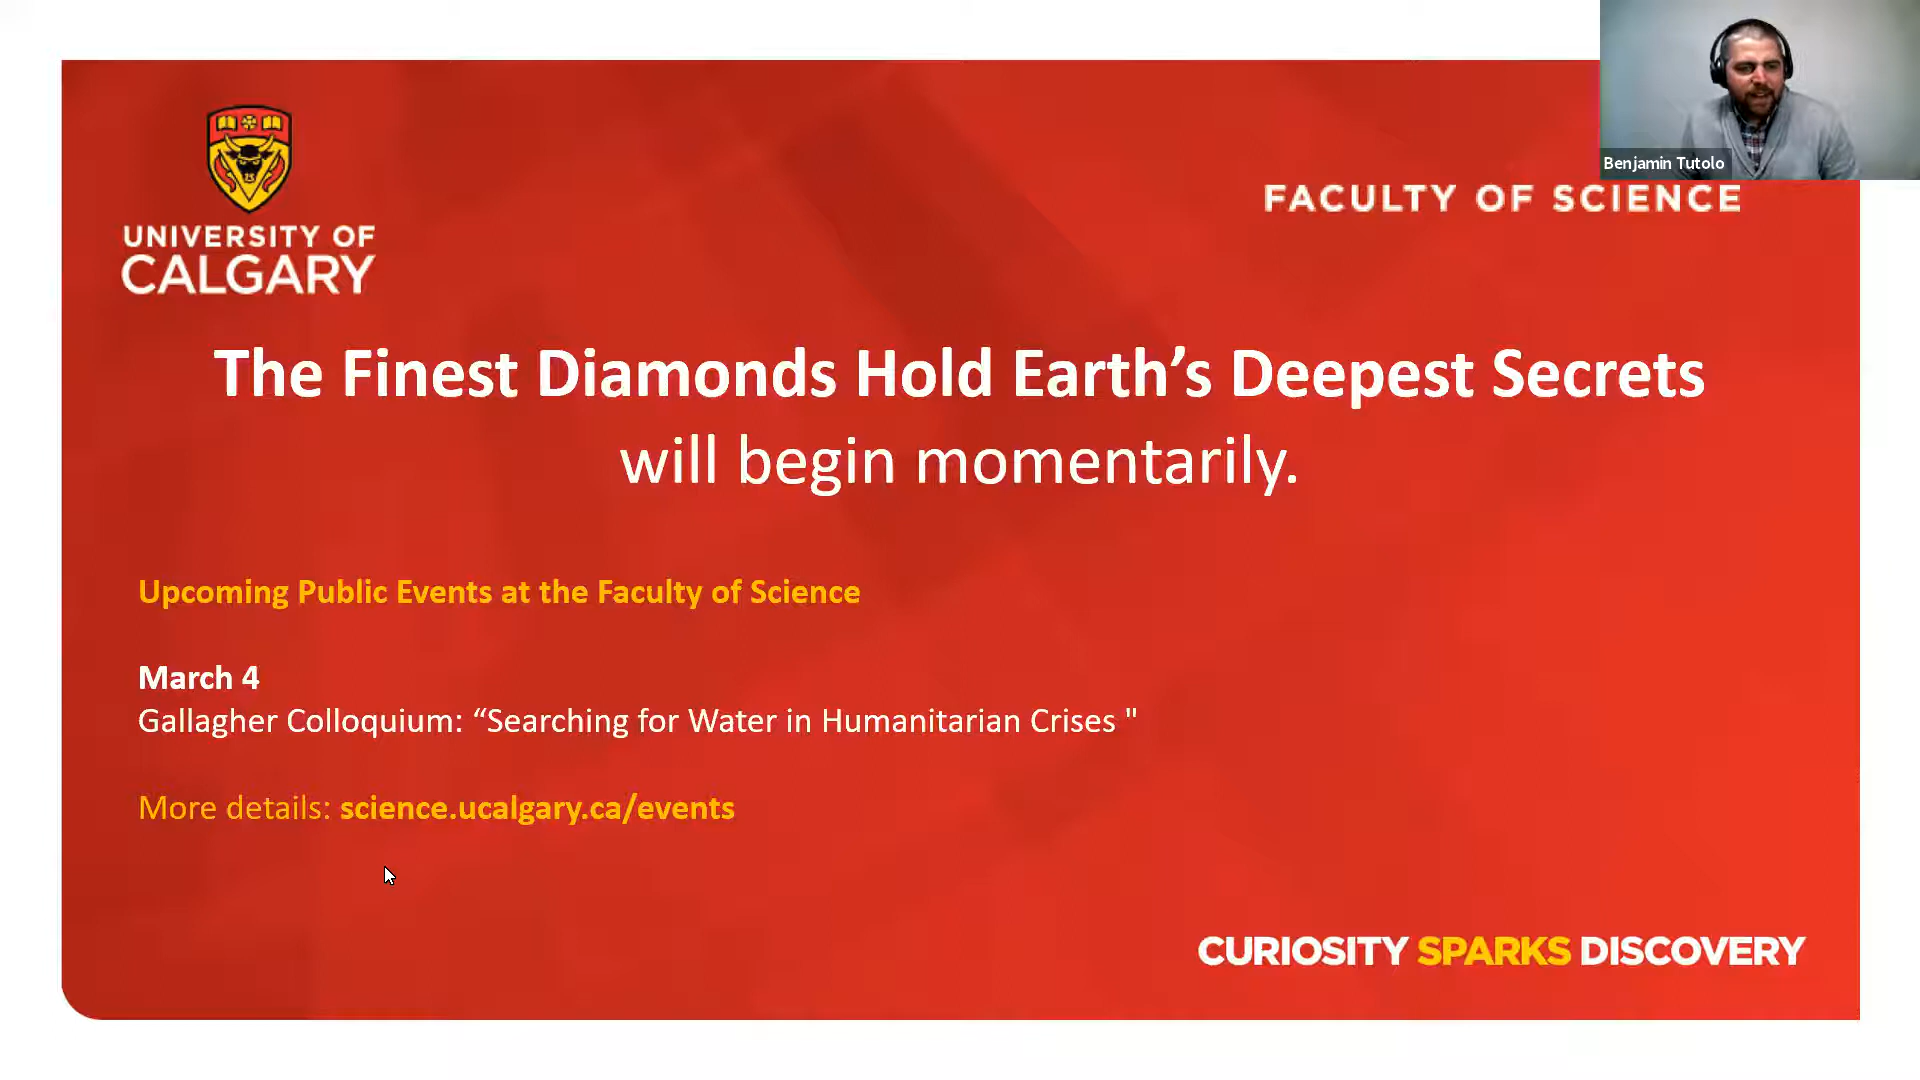 Benjamin Tutolo
UNIVERSITY OF
CALGARY
FACULTY OF SCIENCE
The Finest Diamonds Hold Earth’s Deepest Secrets
will begin momentarily.
Upcoming Public Events at the Faculty of Science
March 4
Gallagher Colloquium: “Searching for Water in Humanitarian Crises "
More details: science.ucalgary.ca/events
CURIOSITY SPARKS DISCOVERY